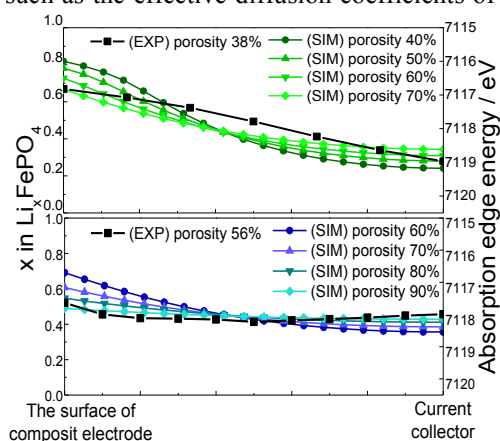 such as the effective diffusion coefficients of
1.0
0.8
0.6
0.4
0.2
0.0
(EXP) porosity 38%
(SIM) porosity 40%
(SIM) porosity 50%
(SIM) porosity 60%
(SIM) porosity 70%
7115
7116
7117
7118
7119
7120
x in LixFePO4
Absorption edge energy / eV
1.0
0.8
0.6
0.4
0.2
0.0
(EXP) porosity 56%
(SIM) porosity 60%
(SIM) porosity 70%
(SIM) porosity 80%
(SIM) porosity 90%
7115
7116
7117
7118
7119
7120
The surface of
composit electrode
Current
collector